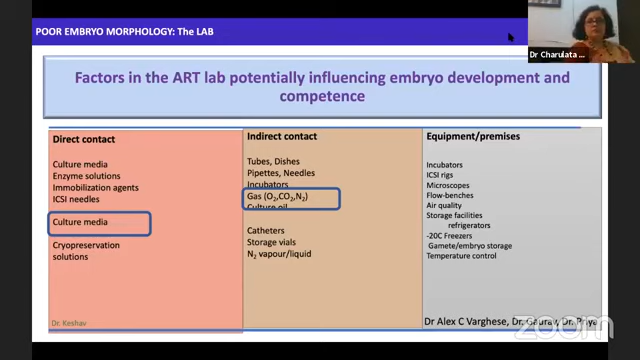 POOR EMBRYO MORPHOLOGY: The LAB
Dr Charulata ...
Factors in the ART lab potentially influencing embryo development and
competence
Direct contact
Culture media
Enzyme solutions
Immobilization agents
ICSI needles
Culture media
Cryopreservation
solutions
Dr. Keshav
Indirect contact
Tubes, Dishes
Pipettes, Needles
Incubators
Gas (O2,CO2,N2)
Culture oil
Catheters
Storage vials
N2 vapour/liquid
Equipment/premises
Incubators
ICSI rigs
Microscopes
Flow-benches
Air quality
Storage facilities
refrigerators
-20C Freezers
Gamete/embryo storage
Temperature control
Dr Alex C Varghese, Dr. Gaurav, Dr. Priya
zoom